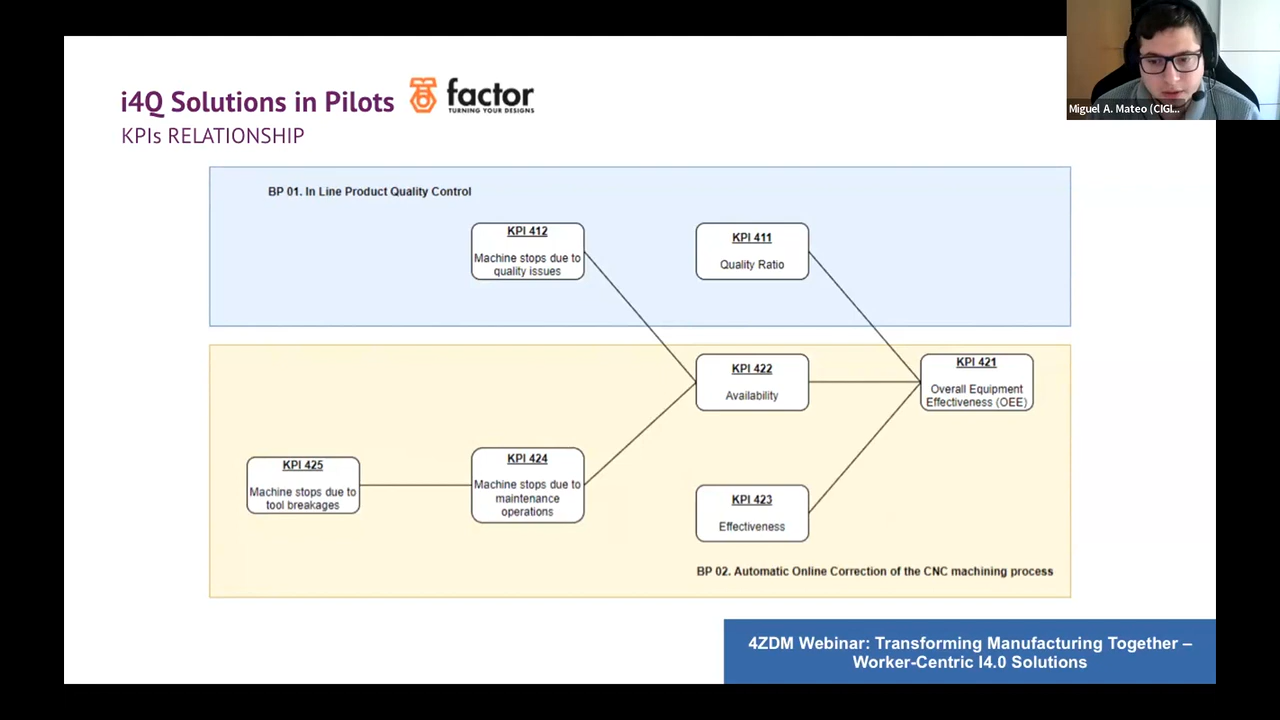 Miguel A. Mateo (CIGI...
i4Q Solutions in Pilots
factor
TURNING YOUR DESIGNS
KPIs RELATIONSHIP
BP 01. In Line Product Quality Control
KPI 412
Machine stops due to
quality issues
KPI 411
Quality Ratio
KPI 422
Availability
KPI 421
Overall Equipment
Effectiveness (OEE)
KPI 425
Machine stops due to
tool breakages
KPI 424
Machine stops due to
maintenance
operations
KPI 423
Effectiveness
BP 02. Automatic Online Correction of the CNC machining process
4ZDM Webinar: Transforming Manufacturing Together –
Worker-Centric I4.0 Solutions